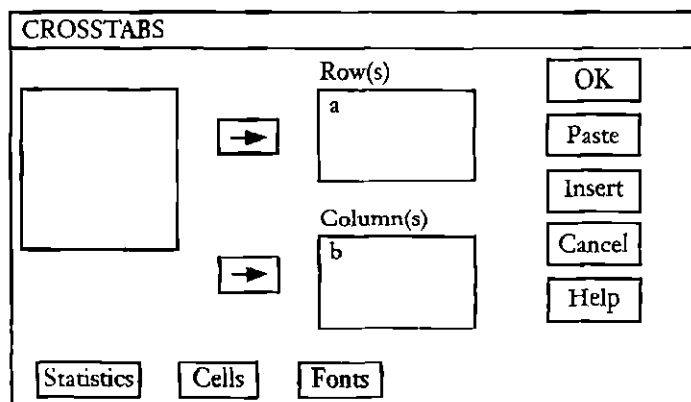 CROSSTABS
Row(s)
a
Column(s)
b
OK
Paste
Insert
Cancel
Help
Statistics
Cells
Fonts